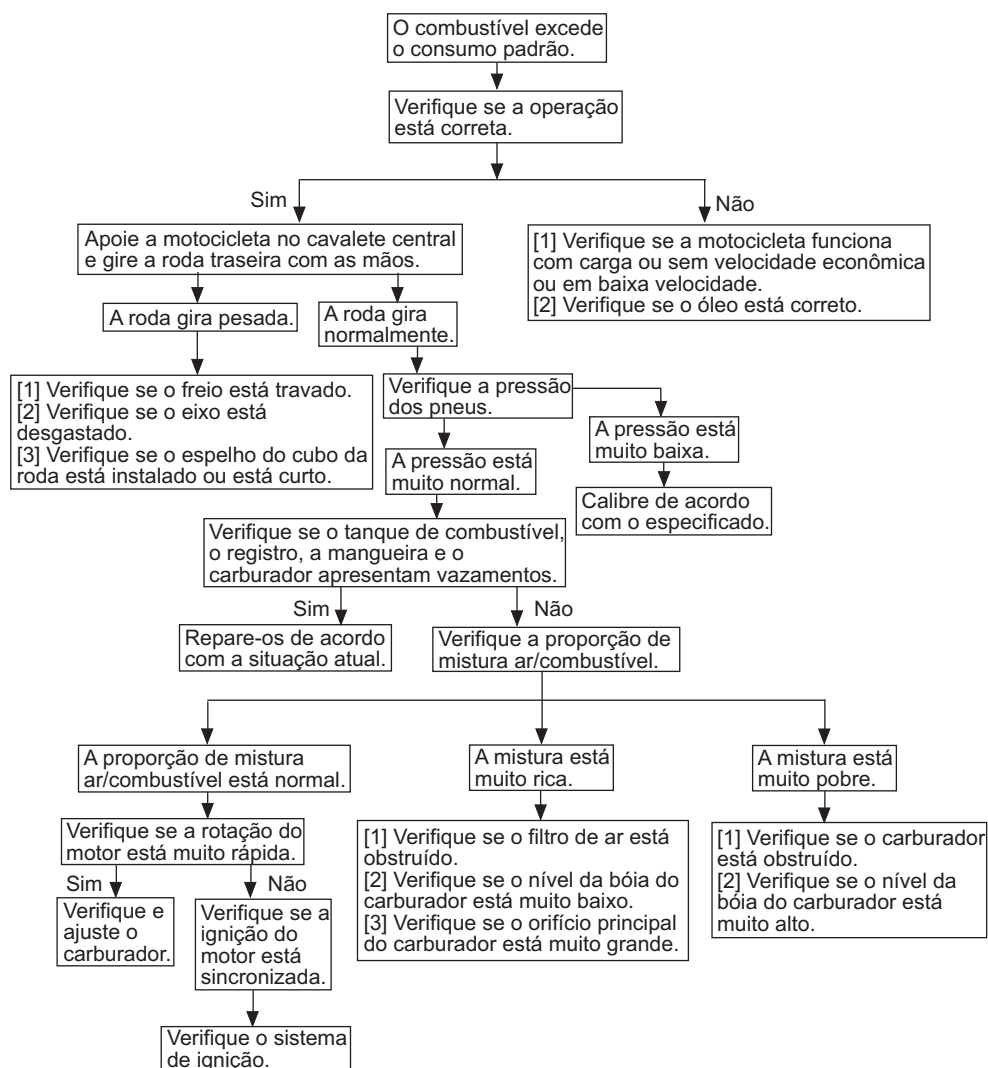 O combustível excede
o consumo padrão.
Verifique se a operação
está correta.
Sim
Não
Apoie a motocicleta no cavalete central
e gire a roda traseira com as mãos.
[1] Verifique se a motocicleta funciona
com carga ou sem velocidade econômica
ou em baixa velocidade.
[2] Verifique se o óleo está correto.
A roda gira pesada.
A roda gira
normalmente.
[1] Verifique se o freio está travado.
[2] Verifique se o eixo está
desgastado.
[3] Verifique se o espelho do cubo da
roda está instalado ou está curto.
Verifique a pressão
dos pneus.
A pressão está
muito baixa.
A pressão está
muito normal.
Calibre de acordo
com o especificado.
Verifique se o tanque de combustível,
o registro, a mangueira e o
carburador apresentam vazamentos.
Sim
Não
Repare-os de acordo
com a situação atual.
Verifique a proporção de
mistura ar/combustível.
A proporção de mistura
ar/combustível está normal.
A mistura está
muito rica.
A mistura está
muito pobre.
Verifique se a rotação do
motor está muito rápida.
[1] Verifique se o filtro de ar está
obstruído.
[2] Verifique se o nível da bóia do
carburador está muito baixo.
[3] Verifique se o orifício principal
do carburador está muito grande.
[1] Verifique se o carburador
está obstruído.
[2] Verifique se o nível da
bóia do carburador está
muito alto.
Sim
Não
Verifique e
ajuste o
carburador.
Verifique se a
ignição do
motor está
sincronizada.
Verifique o sistema
de ignição.